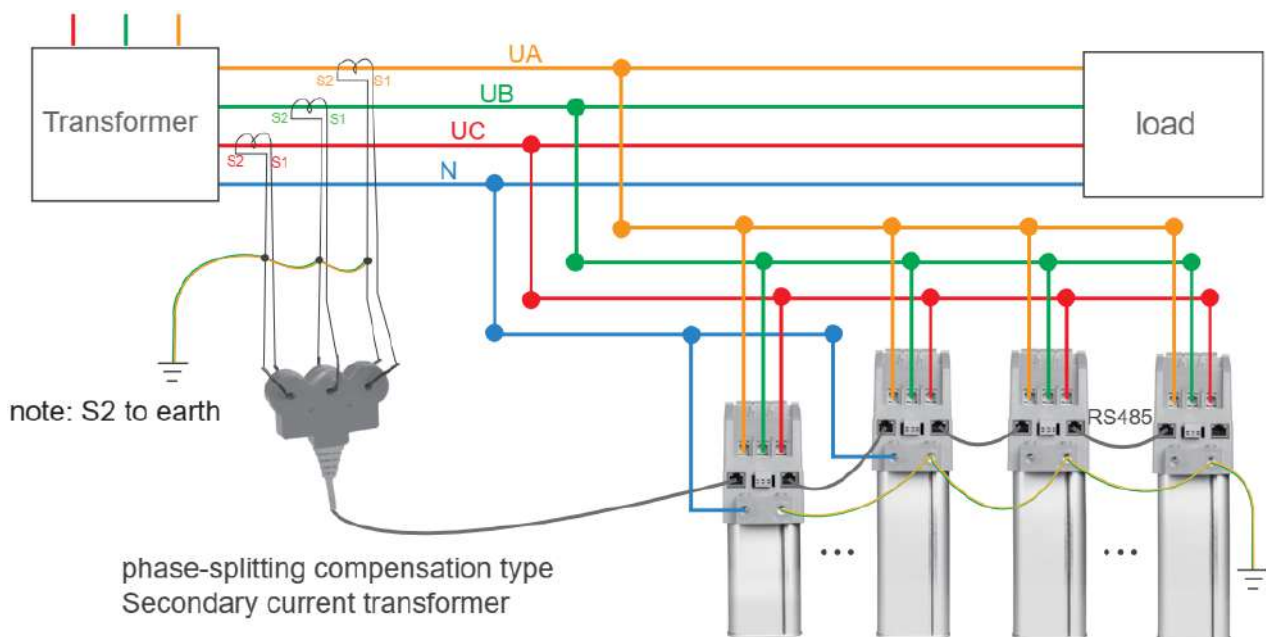 UA
S2
S1
UB
S2
S1
Transformer
load
UC
S2
S1
N
note: S2 to earth
RS485
phase-splitting compensation type
Secondary current transformer